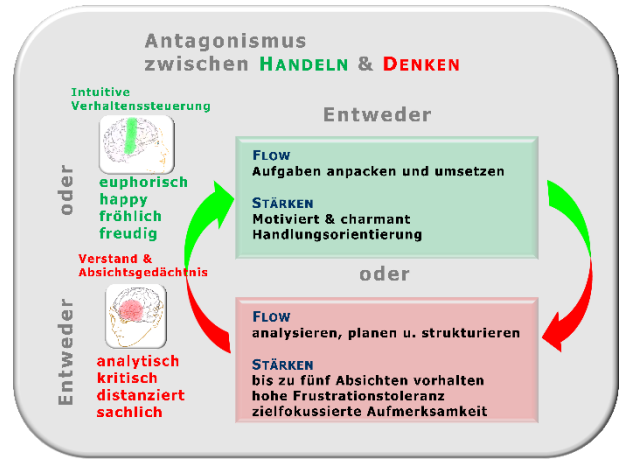 Antagonismus
zwischen HANDELN & DENKEN
Intuitive
Verhaltenssteuerung
euphorisch
happy
fröhlich
freudig
oder
Verstand &
Absichtsgedächtnis
analytisch
kritisch
distanziert
sachlich
Entweder
Entweder
FLOW
Aufgaben anpacken und umsetzen
STÄRKEN
Motiviert & charmant
Handlungsorientierung
oder
FLOW
analysieren, planen u. strukturieren
STÄRKEN
bis zu fünf Absichten vorhalten
hohe Frustrationstoleranz
zielfokussierte Aufmerksamkeit